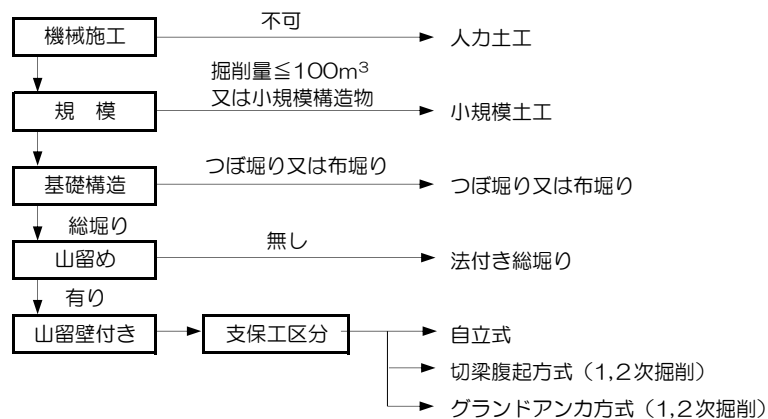 機械施工
不可
人力土工
掘削量≦100m³
又は小規模構造物
規　模
小規模土工
つぼ堀り又は布堀り
基礎構造
つぼ堀り又は布堀り
総堀り
無し
山留め
法付き総堀り
有り
山留壁付き
支保工区分
自立式
切梁腹起方式（1,2次掘削）
グランドアンカ方式（1,2次掘削）